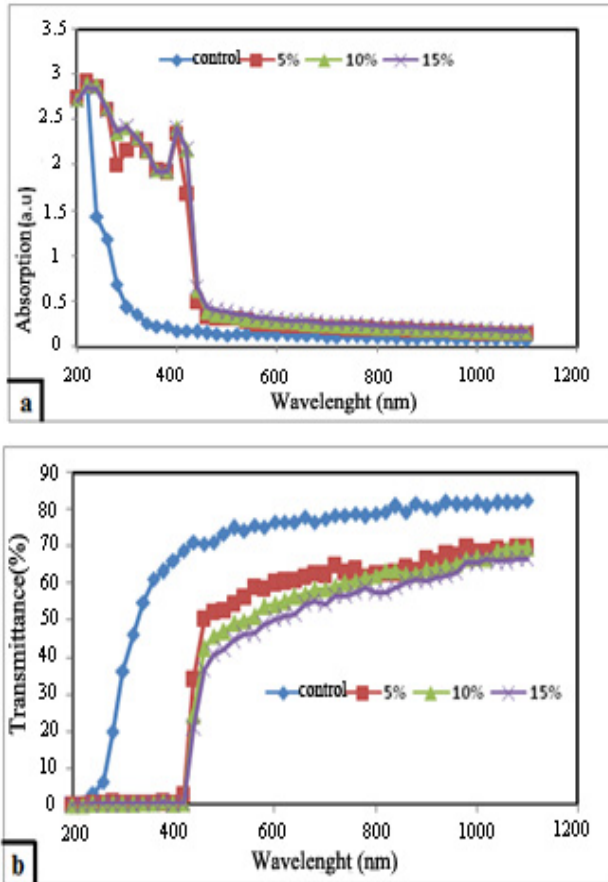 3.5
3
2.5
2
1.5
1
0.5
0
Absorption (a.u)
control 5% 10% 15%
200 400 600 800 1000 1200
Wavelenght (nm)
a
90
80
70
60
50
40
30
20
10
0
Transmittance(%)
control 5% 10% 15%
200 400 600 800 1000 1200
Wavelenght (nm)
b